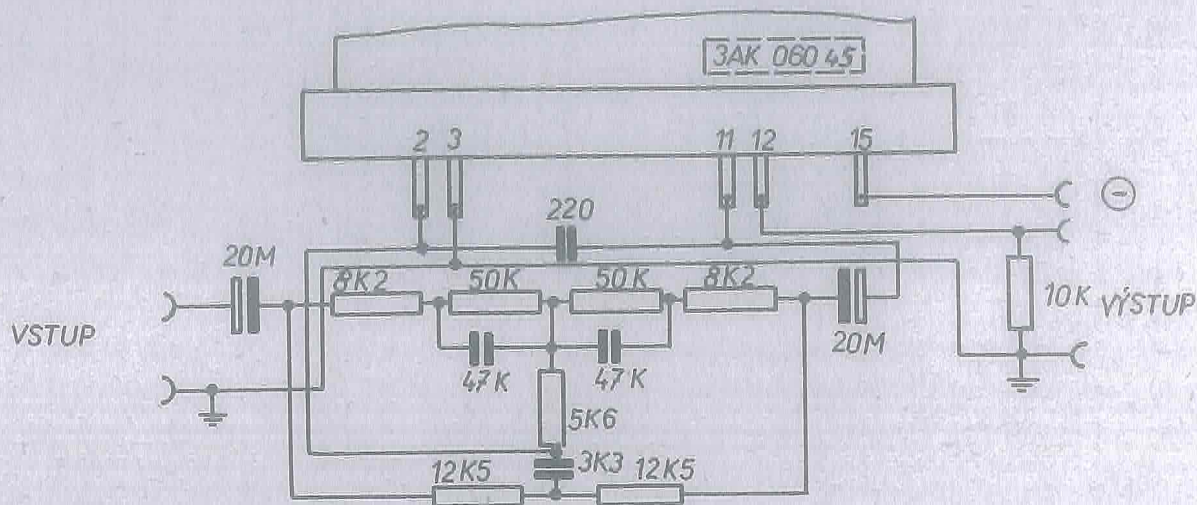 3AK 060 45
2 3 11 12 15
220
20M
8K2 50K 50K 8K2
VSTUP
10K VÝSTUP
20M
47K 47K
5K6
3K3
12K5 12K5